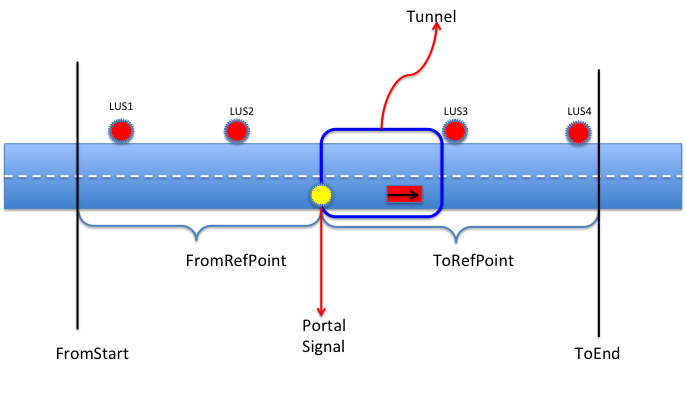 Tunnel
LUS1
LUS2
LUS3
LUS4
FromRefPoint
ToRefPoint
Portal
Signal
FromStart
ToEnd